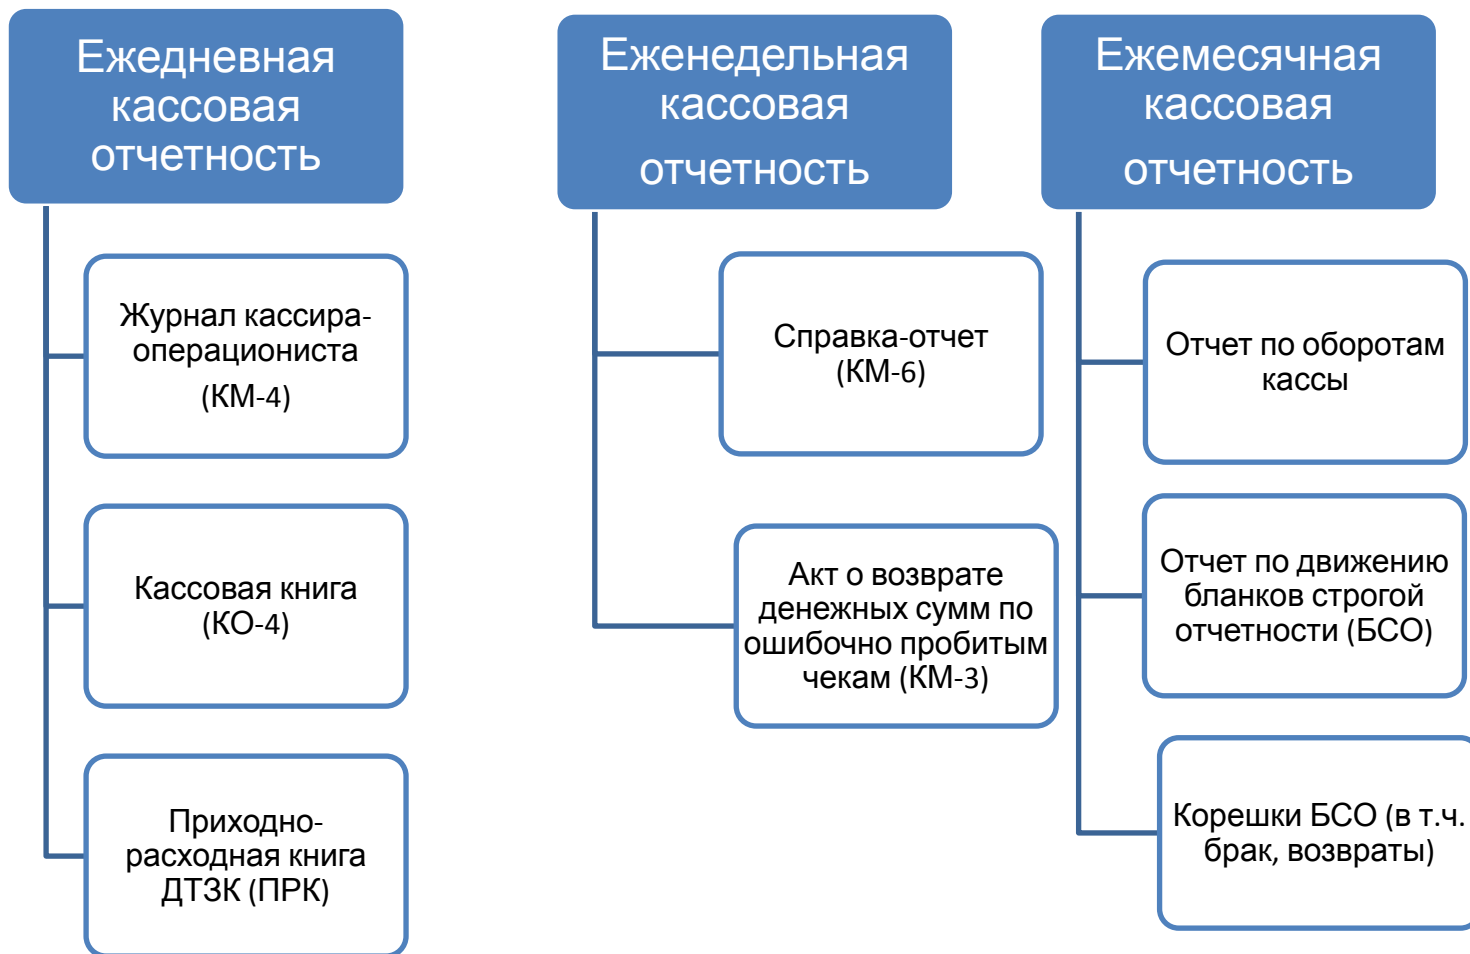 Ежедневная
кассовая
отчетность
Журнал кассира-
операциониста
(КМ-4)
Кассовая книга
(КО-4)
Приходно-
расходная книга
ДТЗК (ПРК)
Еженедельная
кассовая
отчетность
Справка-отчет
(КМ-6)
Акт о возврате
денежных сумм по
ошибочно пробитым
чекам (КМ-3)
Ежемесячная
кассовая
отчетность
Отчет по оборотам
кассы
Отчет по движению
бланков строгой
отчетности (БСО)
Корешки БСО (в т.ч.
брак, возвраты)